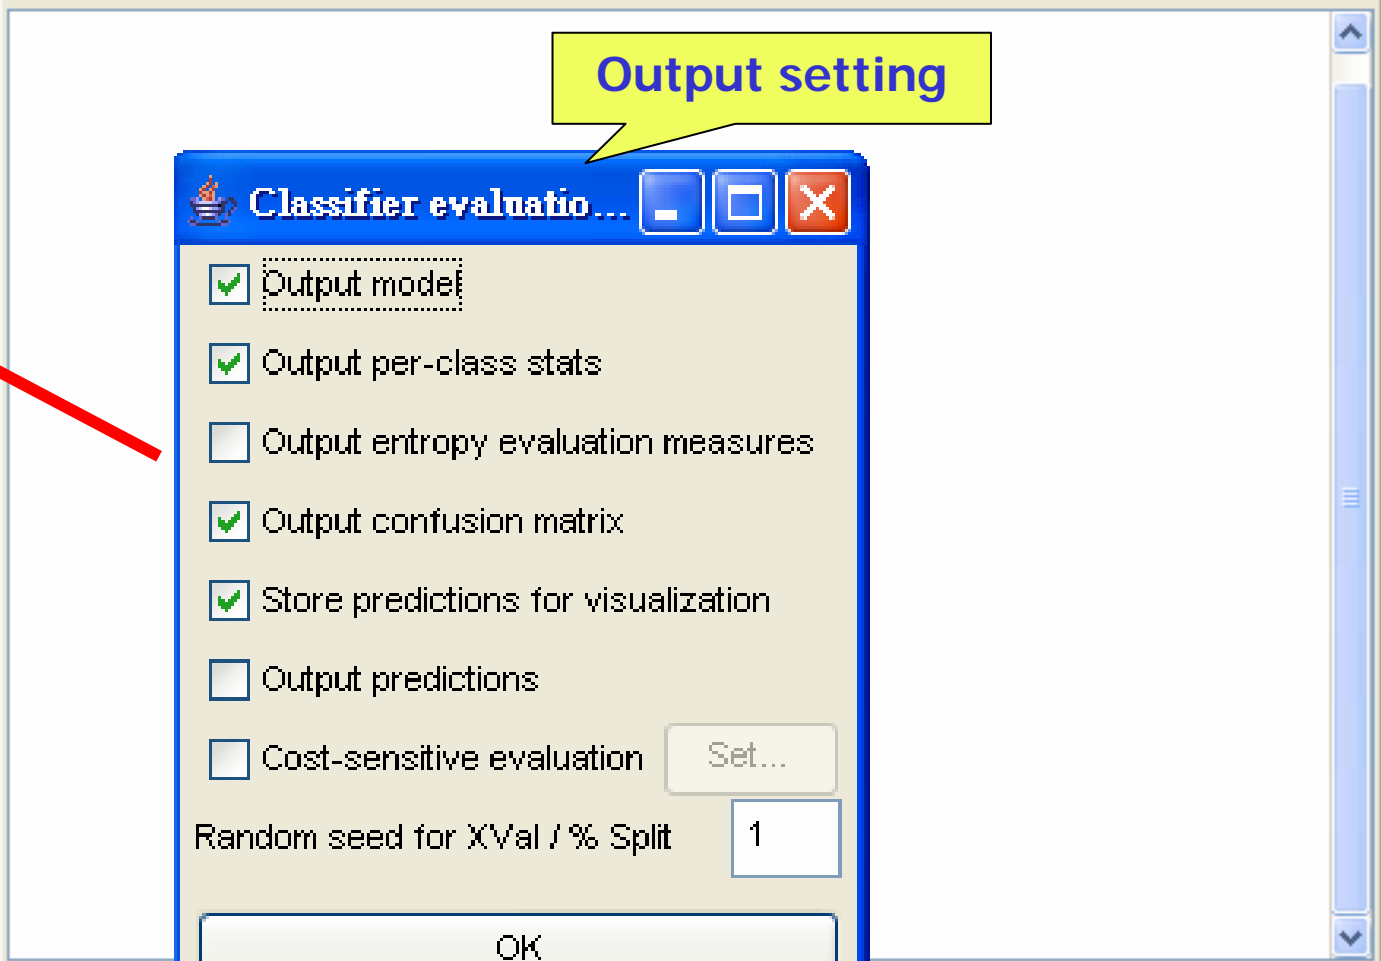 Output setting
Classifier evaluatio...
Output model
Output per-class stats
Output entropy evaluation measures
Output confusion matrix
Store predictions for visualization
Output predictions
Cost-sensitive evaluation Set...
Random seed for XVal / % Split 1
OK